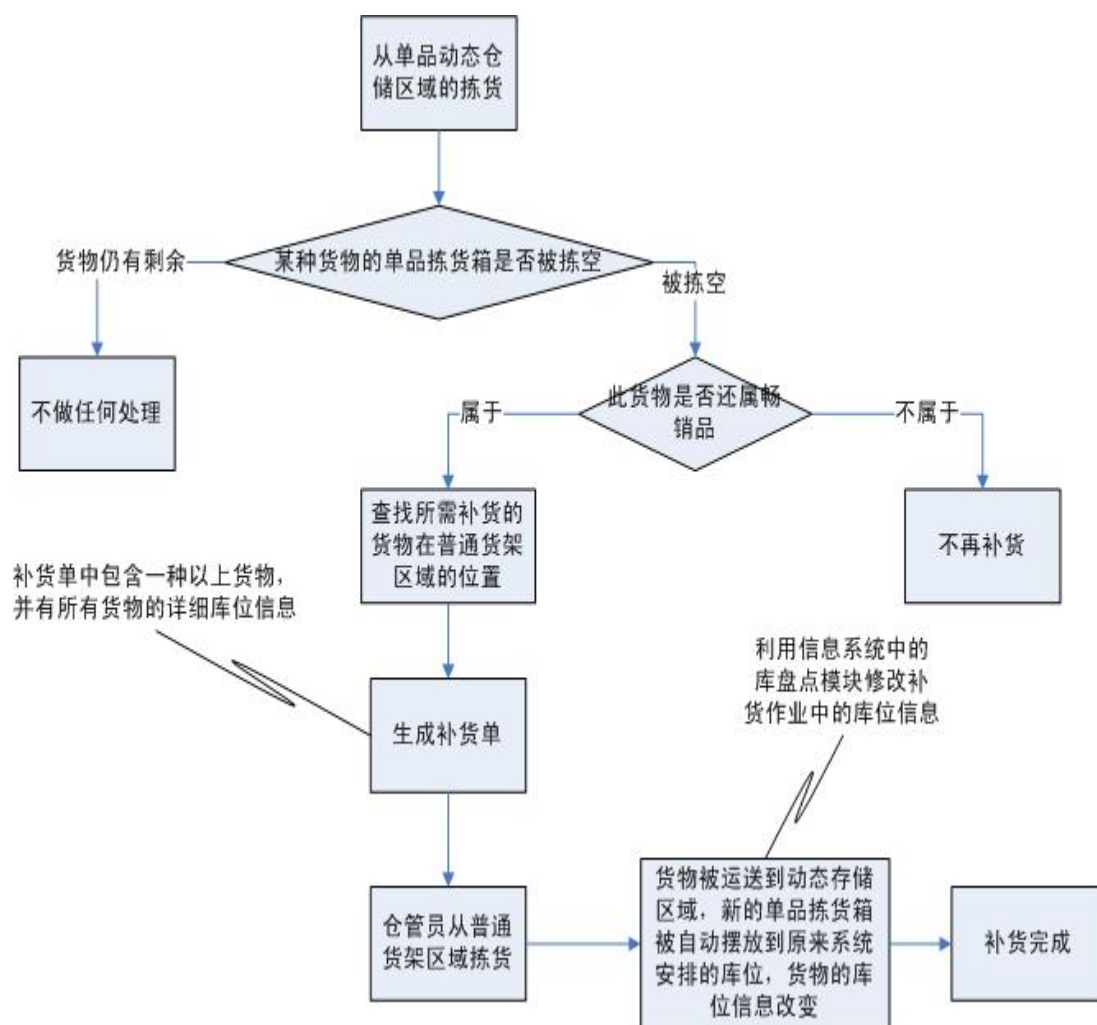 从单品动态仓
储区域的拣货
某种货物的单品拣货箱是否被拣空
货物仍有剩余
被拣空
不做任何处理
此货物是否还属畅
销品
属于
不属于
查找所需补货的
货物在普通货架
区域的位置
不再补货
补货单中包含一种以上货物，
并有所有货物的详细库位信息
利用信息系统中的
库盘点模块修改补
货作业中的库位信息
生成补货单
仓管员从普通
货架区域拣货
货物被运送到动态存储
区域，新的单品拣货箱
被自动摆放到原来系统
安排的库位，货物的库
位信息改变
补货完成